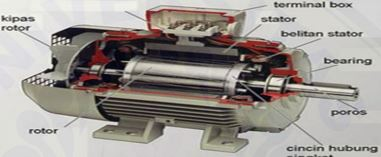 terminal box
kipas
rotor
stator
belitan stator
bearing
poros
rotor
cincin hubung
singkat